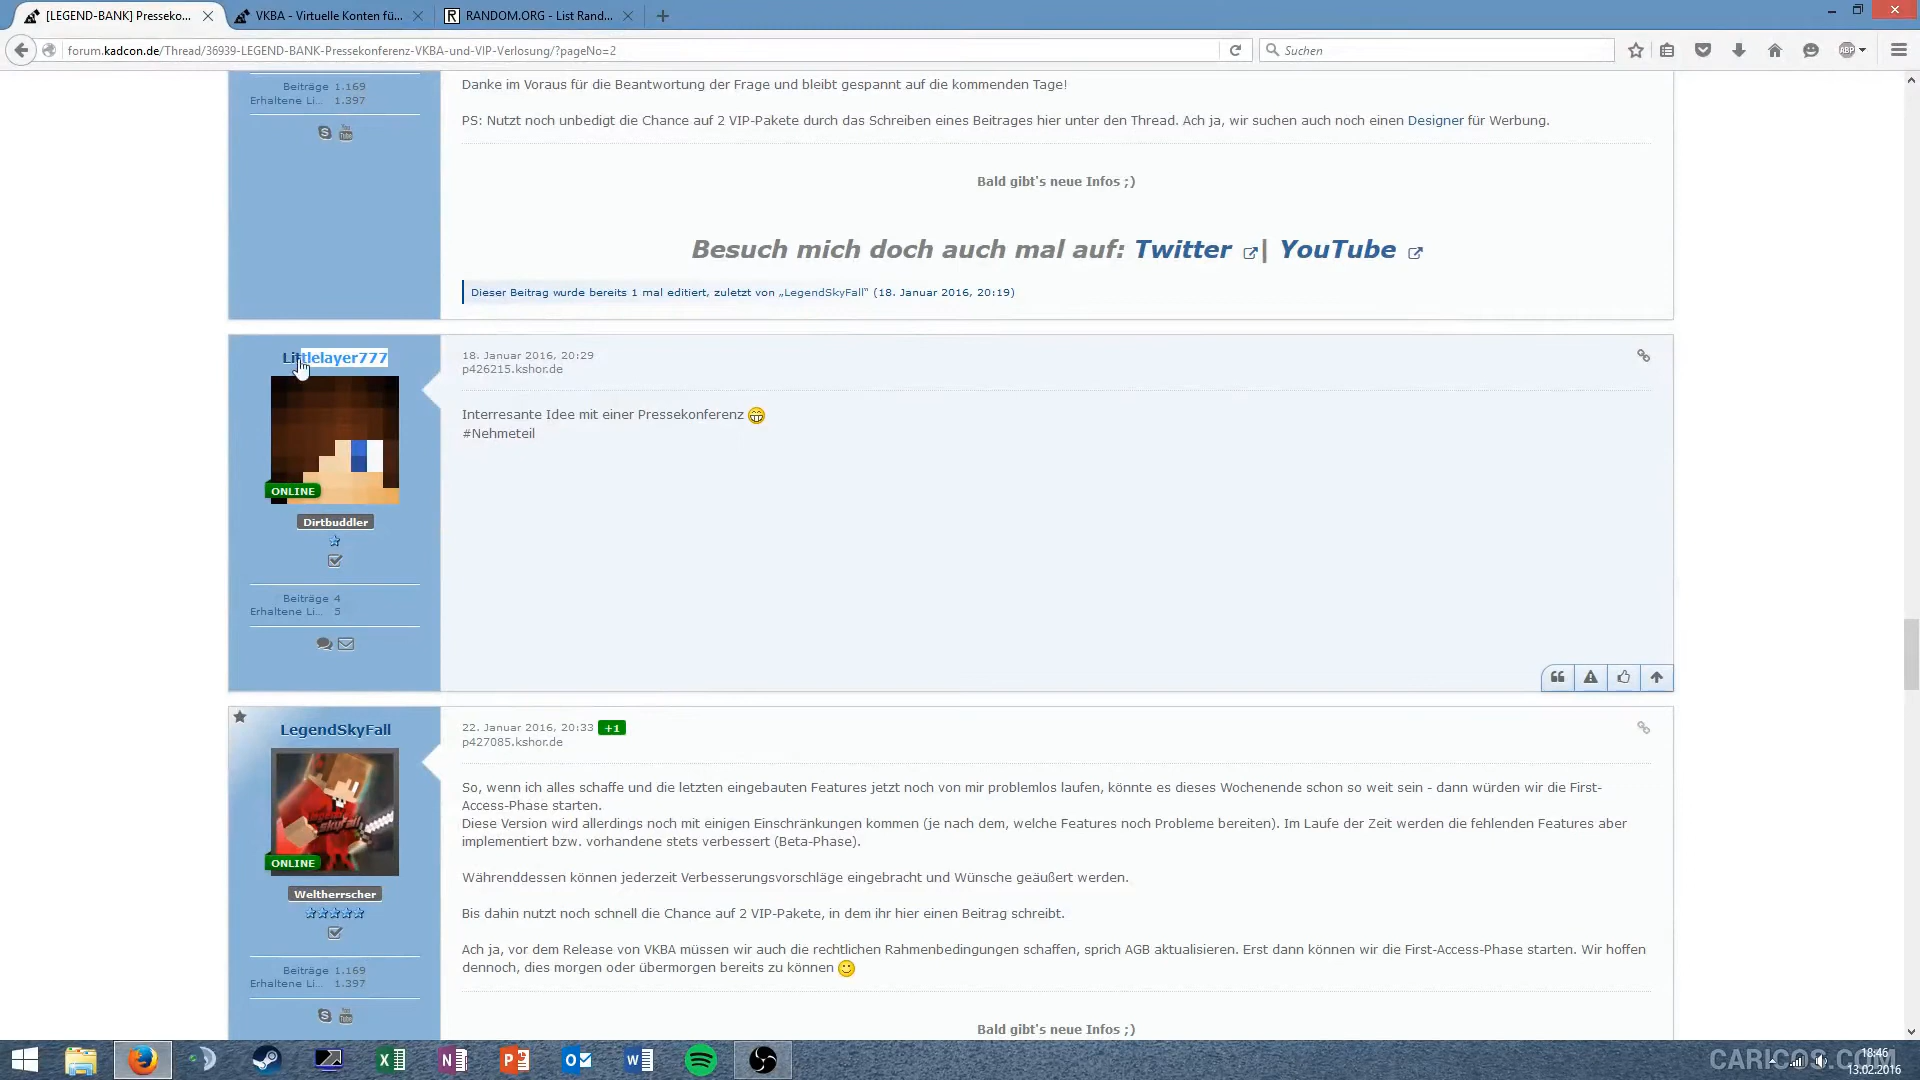 [LEGEND-BANK] Presseko...
VKBA - Virtuelle Konten fü...
RANDOM.ORG - List Rand...
forum.kadcon.de/Thread/36939-LEGEND-BANK-Pressekonferenz-VKBA-und-VIP-Verlosung/?pageNo=2
Suchen
ABP
Beiträge 1.169
Erhaltene Li... 1.397
Danke im Voraus für die Beantwortung der Frage und bleibt gespannt auf die kommenden Tage!
PS: Nutzt noch unbedigt die Chance auf 2 VIP-Pakete durch das Schreiben eines Beitrages hier unter den Thread. Ach ja, wir suchen auch noch einen Designer für Werbung.
Bald gibt's neue Infos ;)
Besuch mich doch auch mal auf: Twitter | YouTube
Dieser Beitrag wurde bereits 1 mal editiert, zuletzt von „LegendSkyFall“ (18. Januar 2016, 20:19)
Littlelayer777
ONLINE
Dirtbuddler
Beiträge 4
Erhaltene Li... 5
18. Januar 2016, 20:29
p426215.kshor.de
Interresante Idee mit einer Pressekonferenz
#Nehmeteil
LegendSkyFall
ONLINE
Weltherrscher
Beiträge 1.169
Erhaltene Li... 1.397
22. Januar 2016, 20:33 +1
p427085.kshor.de
So, wenn ich alles schaffe und die letzten eingebauten Features jetzt noch von mir problemlos laufen, könnte es dieses Wochenende schon so weit sein - dann würden wir die First-
Access-Phase starten.
Diese Version wird allerdings noch mit einigen Einschränkungen kommen (je nach dem, welche Features noch Probleme bereiten). Im Laufe der Zeit werden die fehlenden Features aber
implementiert bzw. vorhandene stets verbessert (Beta-Phase).
Währenddessen können jederzeit Verbesserungsvorschläge eingebracht und Wünsche geäußert werden.
Bis dahin nutzt noch schnell die Chance auf 2 VIP-Pakete, in dem ihr hier einen Beitrag schreibt.
Ach ja, vor dem Release von VKBA müssen wir auch die rechtlichen Rahmenbedingungen schaffen, sprich AGB aktualisieren. Erst dann können wir die First-Access-Phase starten. Wir hoffen
dennoch, dies morgen oder übermorgen bereits zu können
Bald gibt's neue Infos ;)
CARICOS.COM
18:46
13.02.2016